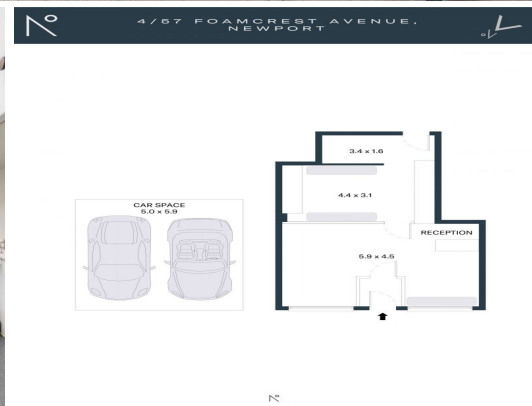 N°
4/57 FOAMCREST AVENUE,
NEWPORT
3.4 x 1.6
4.4 x 3.1
CAR SPACE
5.0 x 5.9
RECEPTION
5.9 x 4.5
N°